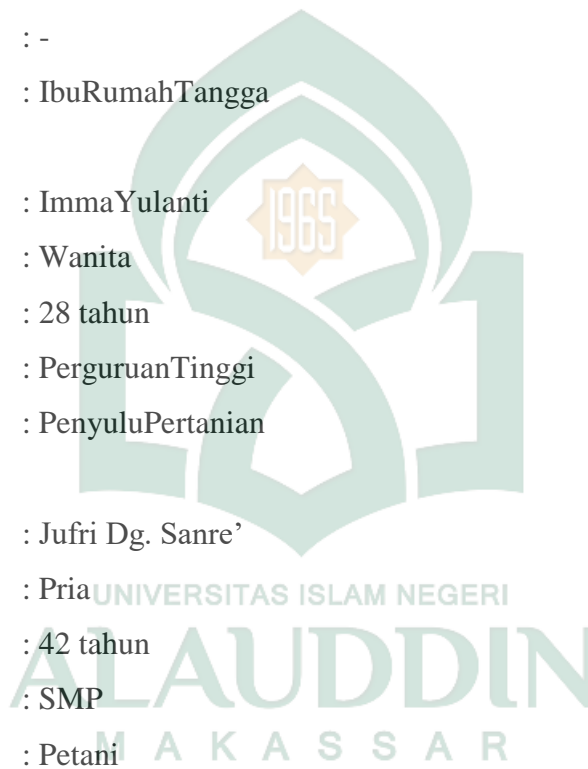 : -
: IbuRumahTangga
: ImmaYulanti
1965
: Wanita
: 28 tahun
: PerguruanTinggi
: PenyuluPertanian
: Jufri Dg. Sanre’
: Pria
UNIVERSITAS ISLAM NEGERI
: 42 tahun
ALAUDDIN
: SMP
: Petani
MAKASSAR